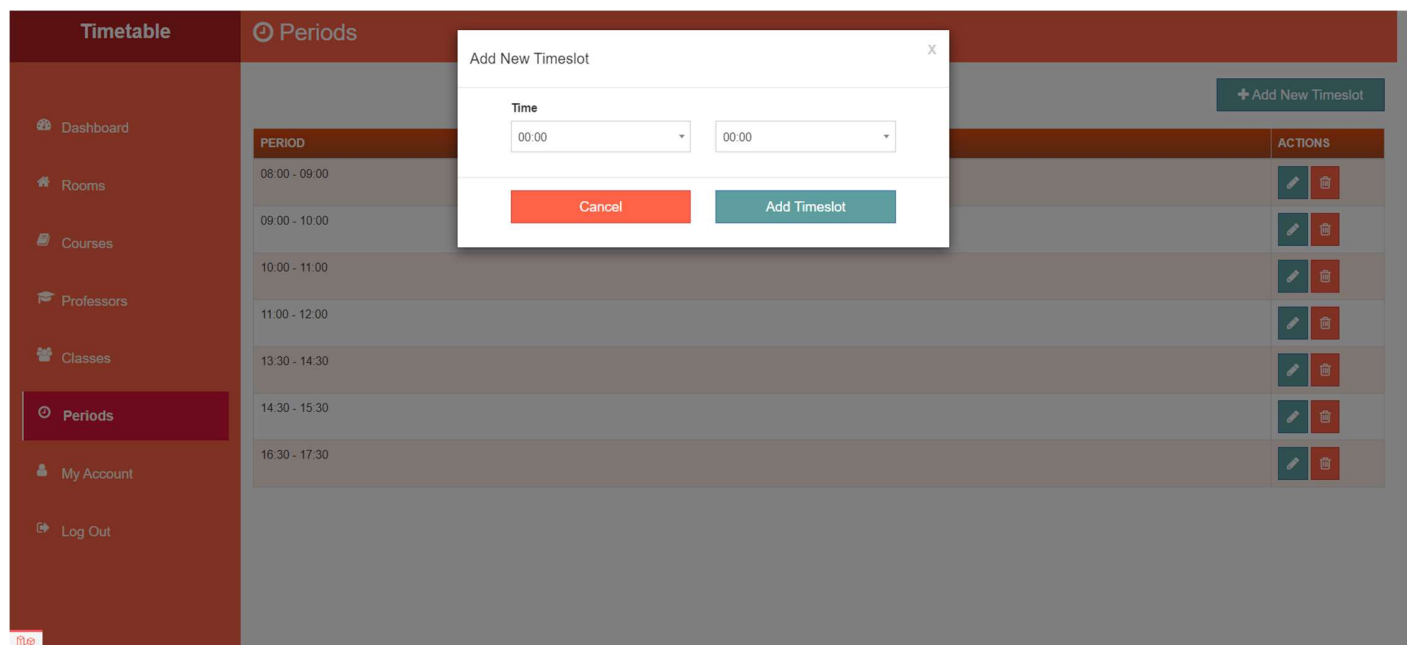 Timetable
Periods
Add New Timeslot
X
Time
00:00
00:00
Cancel
Add Timeslot
Add New Timeslot
Dashboard
Rooms
Courses
Professors
Classes
Periods
My Account
Log Out
PERIOD
ACTIONS
08:00 - 09:00
09:00 - 10:00
10:00 - 11:00
11:00 - 12:00
13:30 - 14:30
14:30 - 15:30
16:30 - 17:30